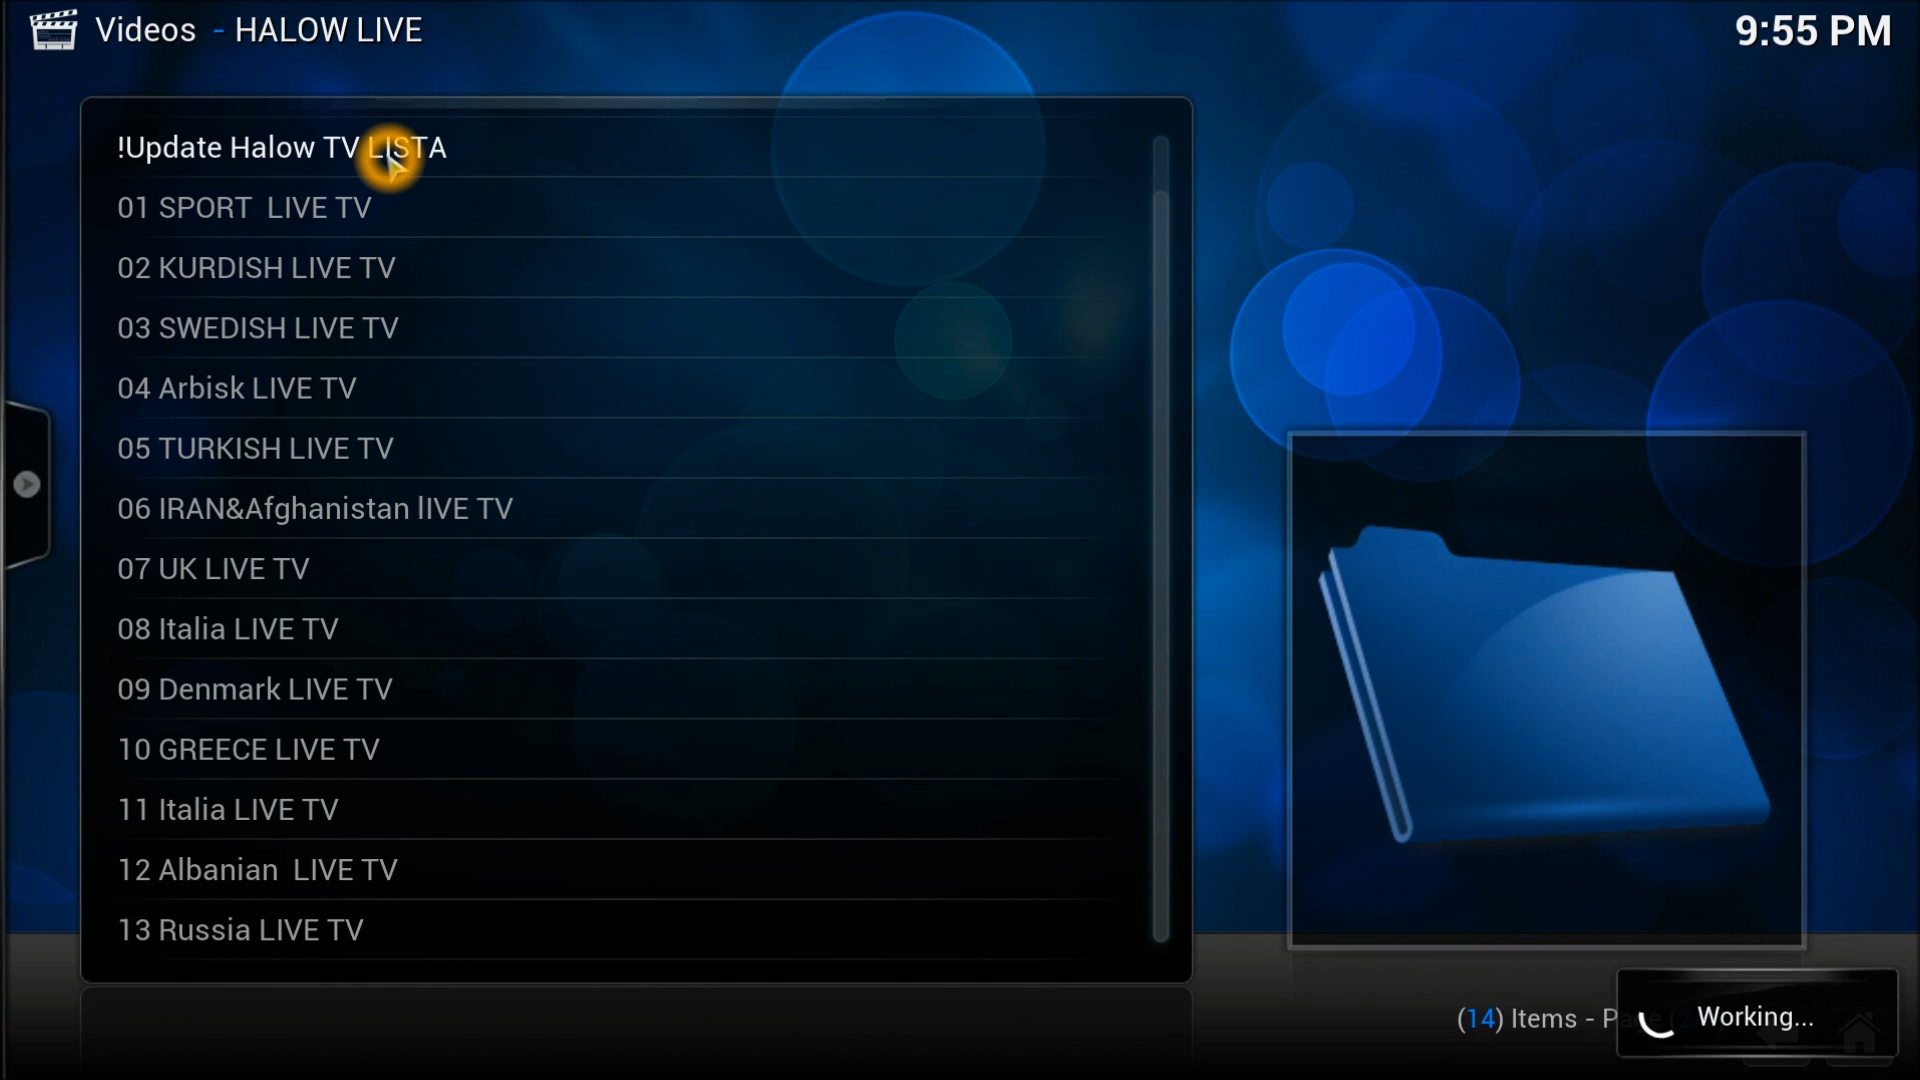 Videos - HALOW LIVE
9:55 PM
!Update Halow TV LISTA
01 SPORT  LIVE TV
02 KURDISH LIVE TV
03 SWEDISH LIVE TV
04 Arbisk LIVE TV
05 TURKISH LIVE TV
06 IRAN&Afghanistan lIVE TV
07 UK LIVE TV
08 Italia LIVE TV
09 Denmark LIVE TV
10 GREECE LIVE TV
11 Italia LIVE TV
12 Albanian  LIVE TV
13 Russia LIVE TV
(14) Items - Page
Working...